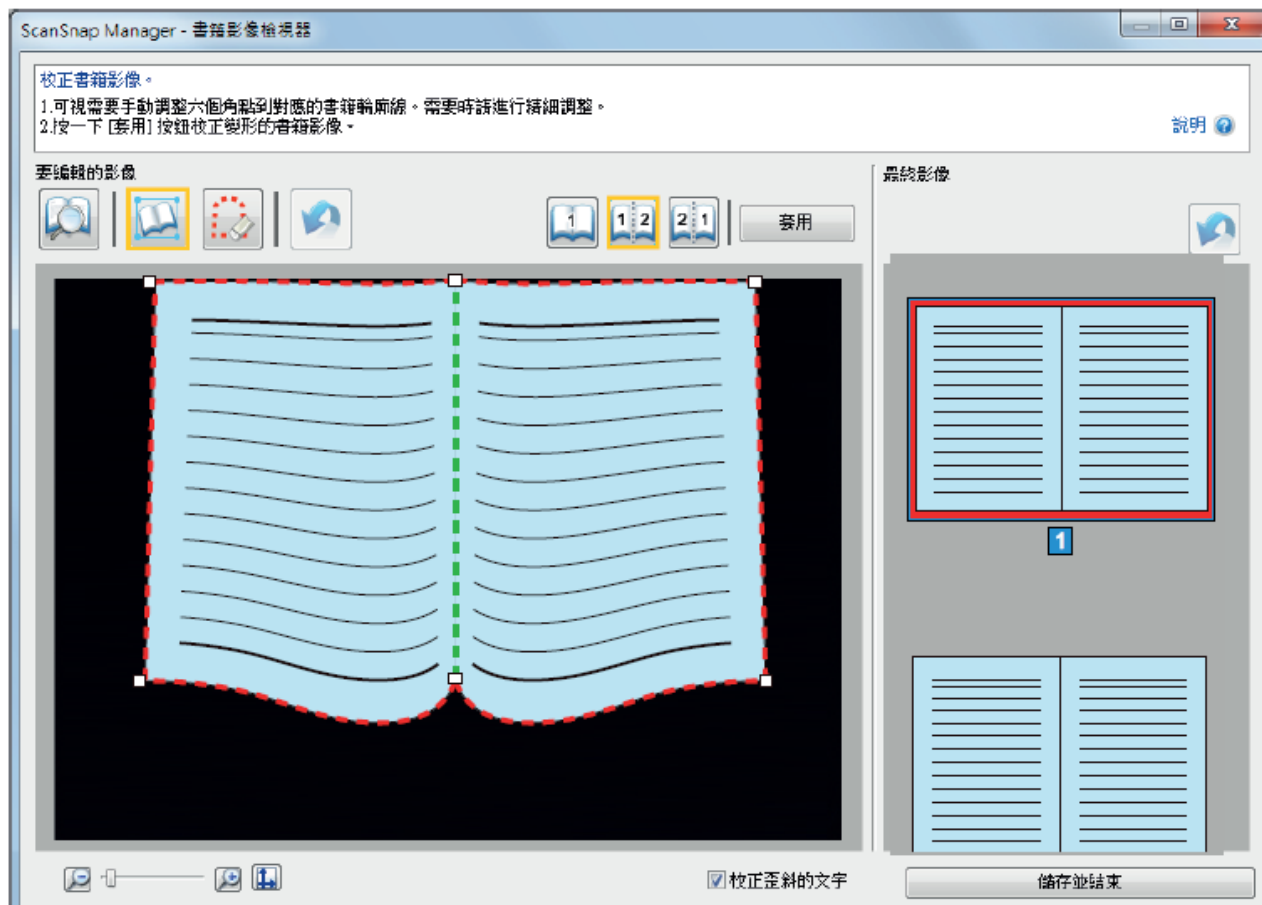 ScanSnap Manager - 書籍影像檢視器
校正書籍影像。
1.可視需要手動調整六個角點到對應的書籍輪廓線。需要時請進行精細調整。
2.按一下 [套用] 按鈕校正變形的書籍影像。
說明
要編輯的影像
最終影像
1
1 2
2 1
套用
1
校正歪斜的文字
儲存並結束